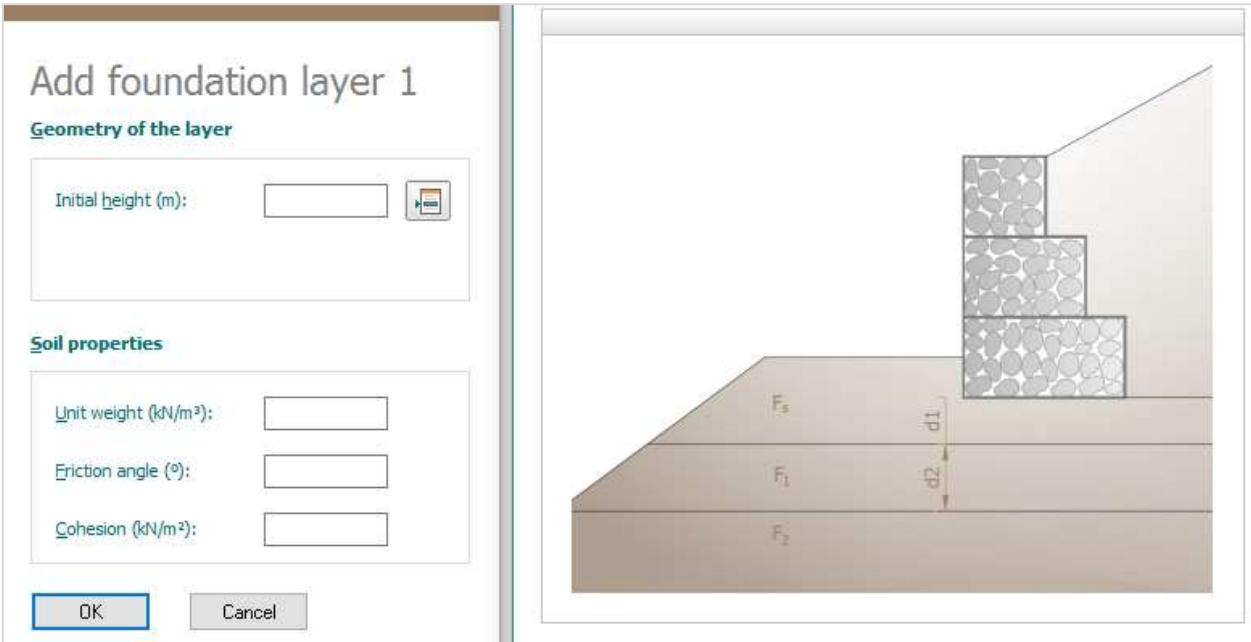 Add foundation layer 1
Geometry of the layer
Initial height (m):
Soil properties
Unit weight (kN/m³):
Friction angle (º):
Cohesion (kN/m²):
OK
Cancel
Fs
d1
F1
d2
F2